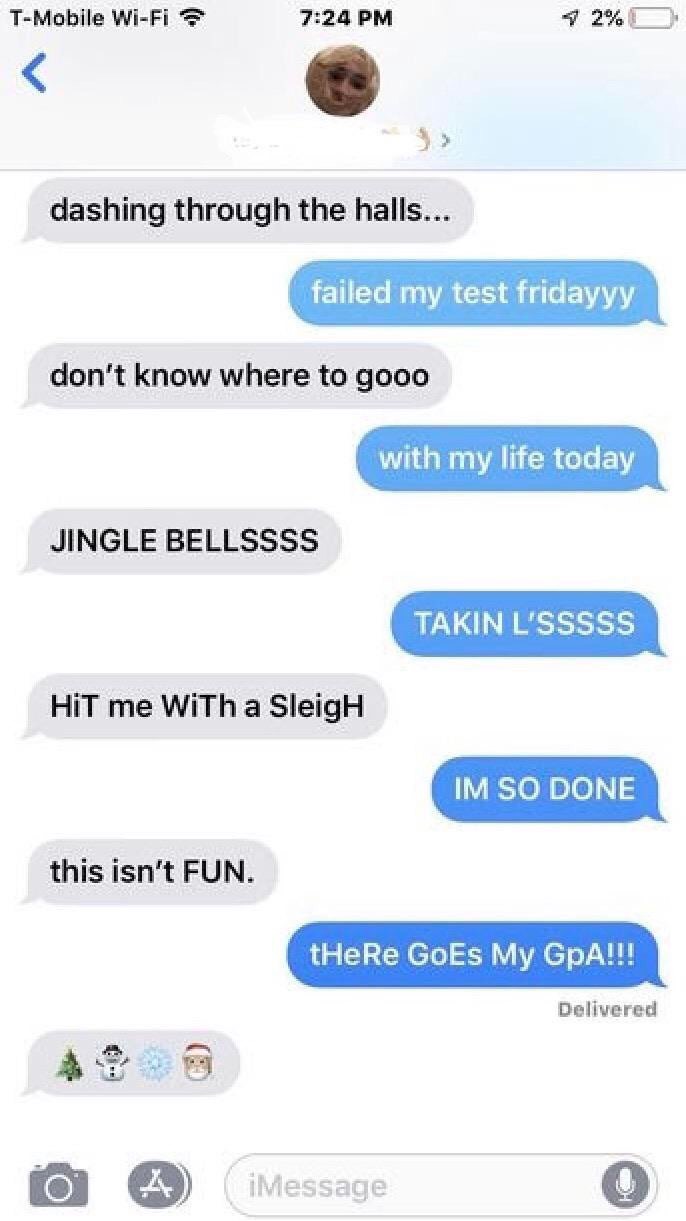 T-Mobile Wi-Fi 7:24 PM 2%
dashing through the halls...
failed my test fridayyy
don't know where to gooo
with my life today
JINGLE BELLSSSS
TAKIN L'SSSSS
HiT me WiTh a SleigH
IM SO DONE
this isn't FUN.
tHeRe GoEs My GpA!!!
Delivered
🎄☃️❄️🎅🏼
iMessage